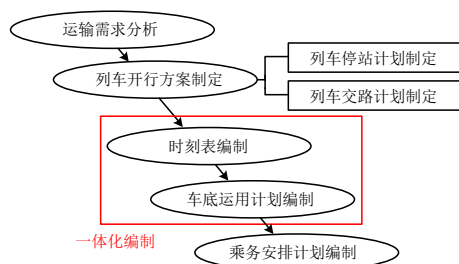 运输需求分析
列车开行方案制定
列车停站计划制定
列车交路计划制定
时刻表编制
车底运用计划编制
一体化编制
乘务安排计划编制